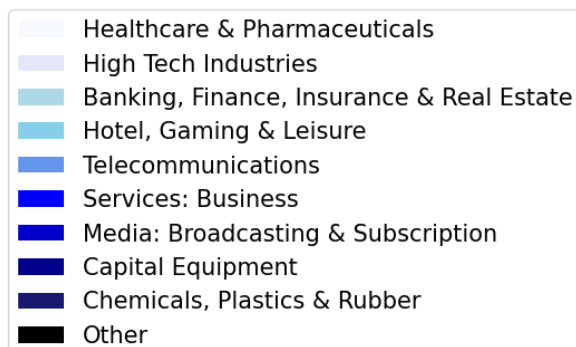 Healthcare & Pharmaceuticals
High Tech Industries
Banking, Finance, Insurance & Real Estate
Hotel, Gaming & Leisure
Telecommunications
Services: Business
Media: Broadcasting & Subscription
Capital Equipment
Chemicals, Plastics & Rubber
Other